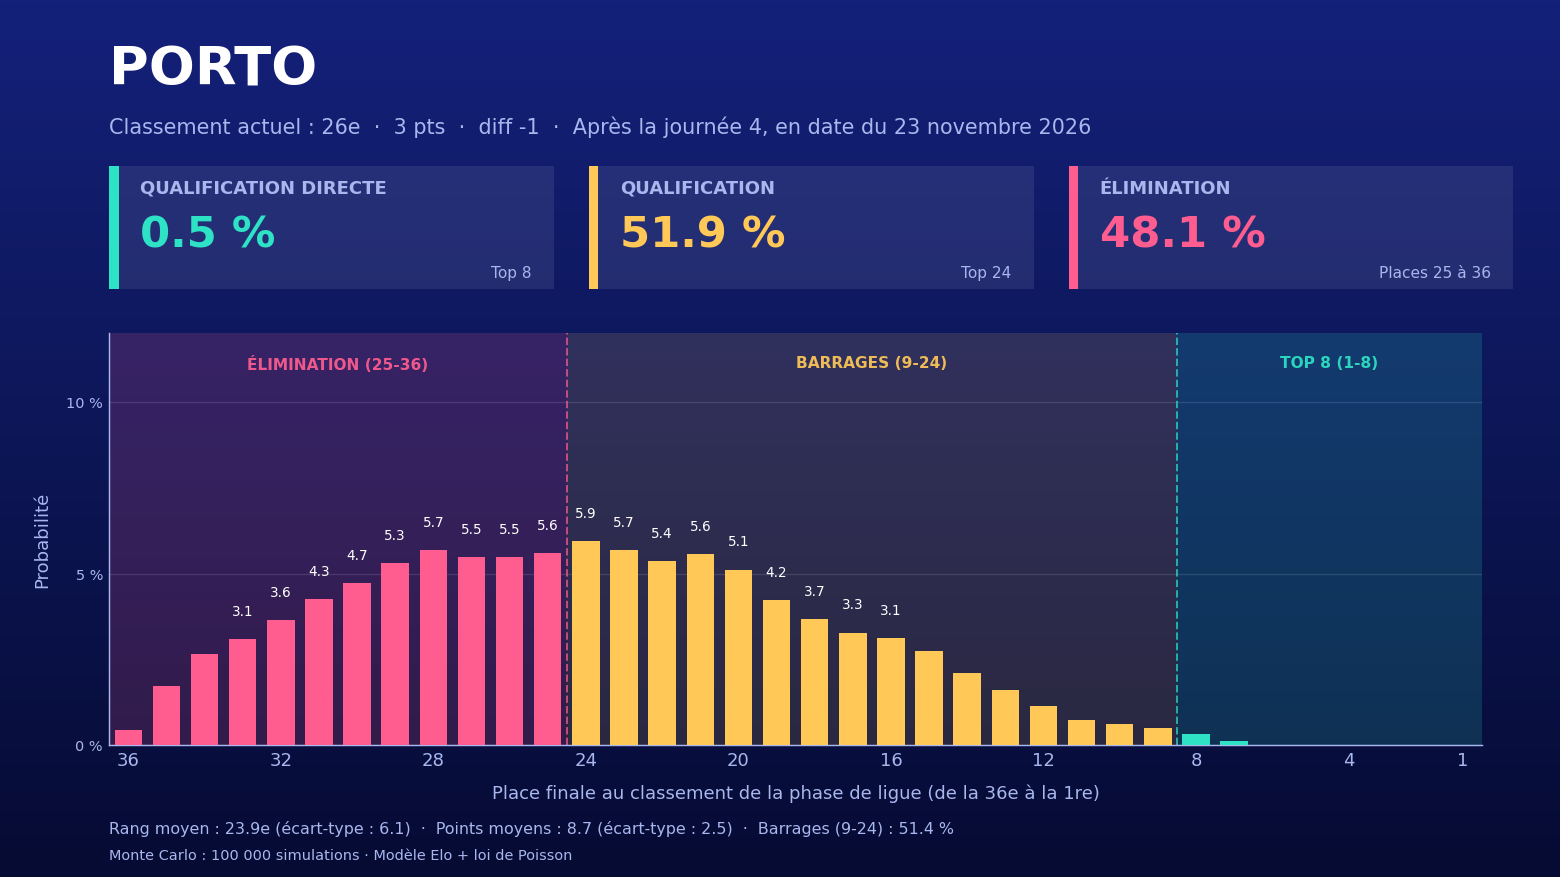 PORTO
Classement actuel : 26e · 3 pts · diff -1 · Après la journée 4, en date du 23 novembre 2026
QUALIFICATION DIRECTE
0.5 %
Top 8
QUALIFICATION
51.9 %
Top 24
ÉLIMINATION
48.1 %
Places 25 à 36
ÉLIMINATION (25-36)
BARRAGES (9-24)
TOP 8 (1-8)
Probabilité
10 %
5 %
0 %
3.1
3.6
4.3
4.7
5.3
5.7
5.5
5.5
5.6
5.9
5.7
5.4
5.6
5.1
4.2
3.7
3.3
3.1
36 32 28 24 20 16 12 8 4 1
Place finale au classement de la phase de ligue (de la 36e à la 1re)
Rang moyen : 23.9e (écart-type : 6.1) · Points moyens : 8.7 (écart-type : 2.5) · Barrages (9-24) : 51.4 %
Monte Carlo : 100 000 simulations · Modèle Elo + loi de Poisson